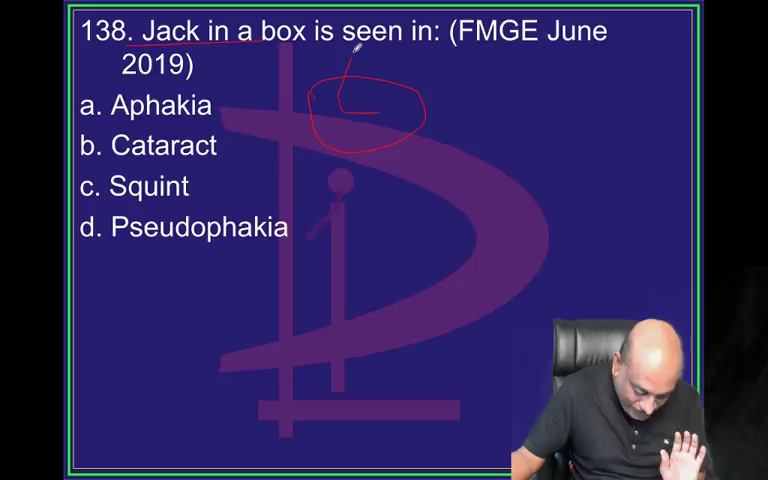 138. Jack in a box is seen in: (FMGE June
2019)
a. Aphakia
b. Cataract
c. Squint
d. Pseudophakia